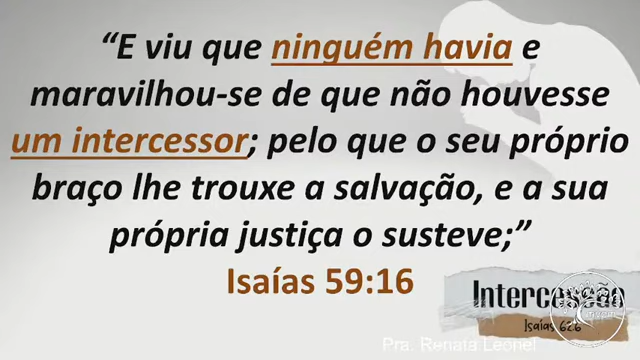 “E viu que ninguém havia e
maravilhou-se de que não houvesse
um intercessor; pelo que o seu próprio
braço lhe trouxe a salvação, e a sua
própria justiça o susteve;”
Isaías 59:16
Intercessão
Isaías 62:6
Pra. Renata Leonel